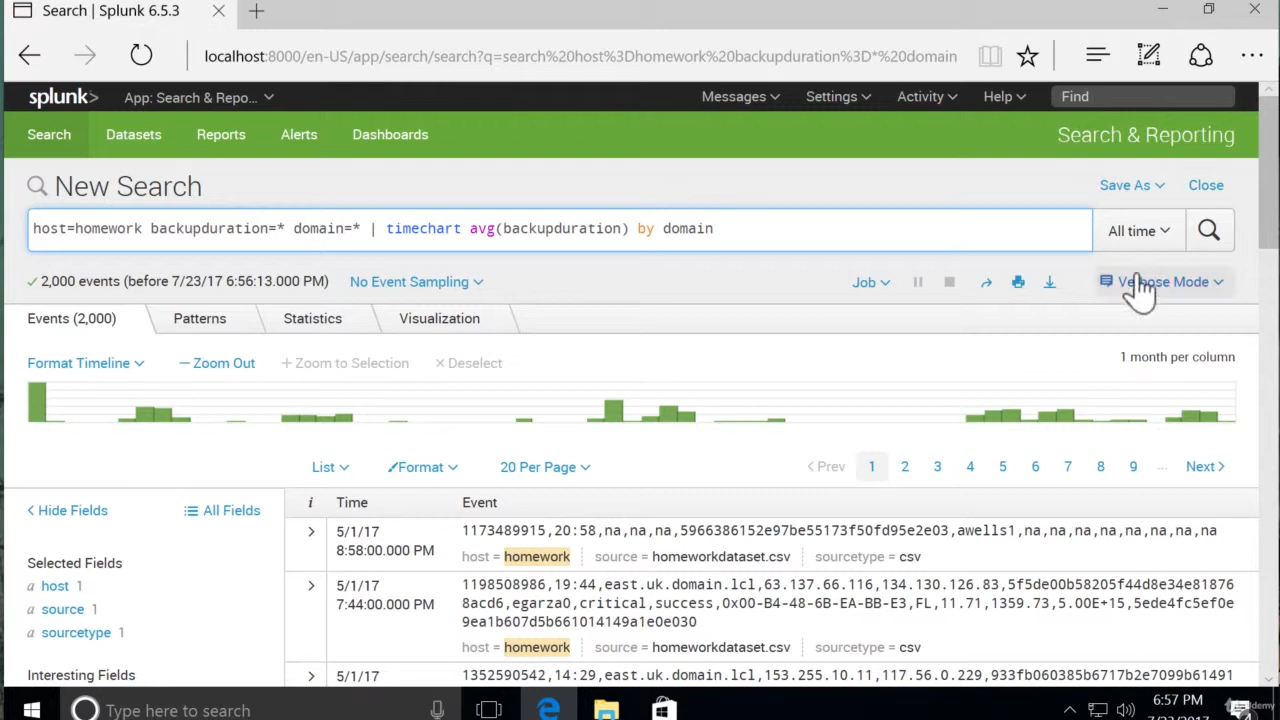 Search | Splunk 6.5.3
localhost:8000/en-US/app/search/search?q=search%20host%3Dhomework%20backupduration%3D*%20domain
splunk> App: Search & Repo... Messages Settings Activity Help Find
Search Datasets Reports Alerts Dashboards Search & Reporting
New Search Save As Close
host=homework backupduration=* domain=* | timechart avg(backupduration) by domain All time
2,000 events (before 7/23/17 6:56:13.000 PM) No Event Sampling Job Verbose Mode
Events (2,000) Patterns Statistics Visualization
Format Timeline — Zoom Out + Zoom to Selection × Deselect 1 month per column
List Format 20 Per Page < Prev 1 2 3 4 5 6 7 8 9 ... Next >
< Hide Fields All Fields i Time Event
Selected Fields
a host 1
a source 1
a sourcetype 1
Interesting Fields
> 5/1/17 8:58:00.000 PM
1173489915,20:58,na,na,na,5966386152e97be55173f50fd95e2e03,awells1,na,na,na,na,na,na,na
host = homework source = homeworkdataset.csv sourcetype = csv
> 5/1/17 7:44:00.000 PM
1198508986,19:44,east.uk.domain.lcl,63.137.66.116,134.130.126.83,5f5de00b58205f44d8e34e81876
8acd6,egarza0,critical,success,0x00-B4-48-6B-EA-BB-E3,FL,11.71,1359.73,5.00E+15,5ede4fc5ef0e
9ea1b607d5b661014149a1e0e030
host = homework source = homeworkdataset.csv sourcetype = csv
> 5/1/17
1352590542,14:29,east.uk.domain.lcl,153.255.10.11,117.56.0.229,933fb060385b6717b2e7099b61491
Type here to search 6:57 PM